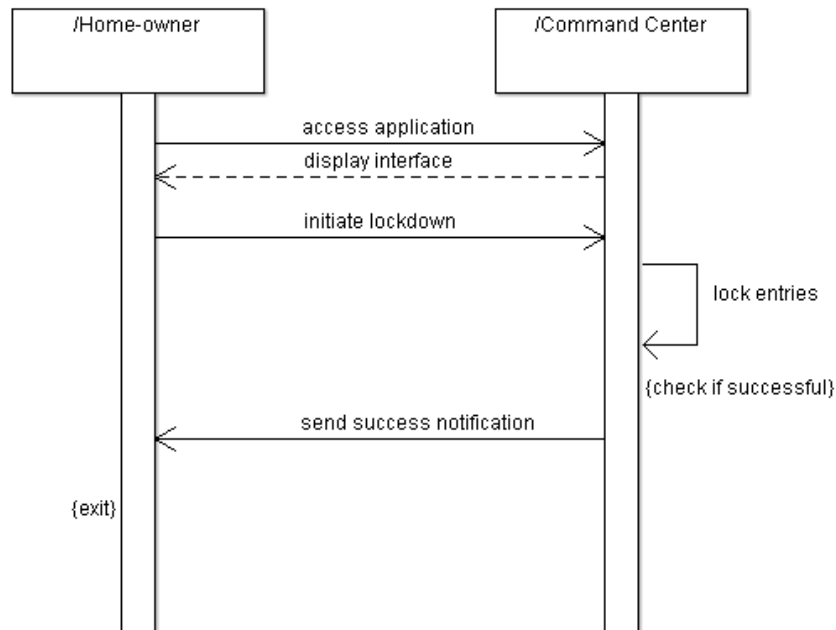 /Home-owner
/Command Center
access application
display interface
initiate lockdown
lock entries
{check if successful}
send success notification
{exit}